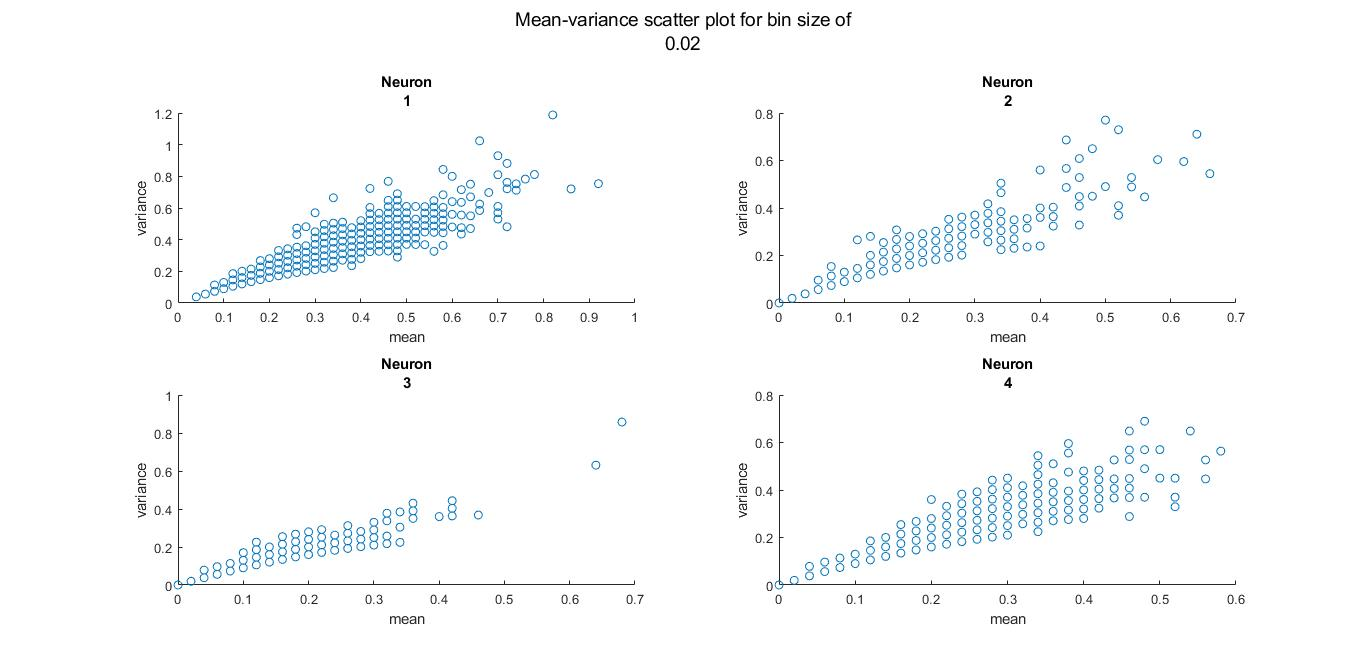 Mean-variance scatter plot for bin size of
0.02
Neuron
1
1.2
1
0.8
0.6
0.4
0.2
0
variance
0 0.1 0.2 0.3 0.4 0.5 0.6 0.7 0.8 0.9 1
mean
Neuron
2
0.8
0.6
0.4
0.2
0
variance
0 0.1 0.2 0.3 0.4 0.5 0.6 0.7
mean
Neuron
3
1
0.8
0.6
0.4
0.2
0
variance
0 0.1 0.2 0.3 0.4 0.5 0.6 0.7
mean
Neuron
4
0.8
0.6
0.4
0.2
0
variance
0 0.1 0.2 0.3 0.4 0.5 0.6
mean